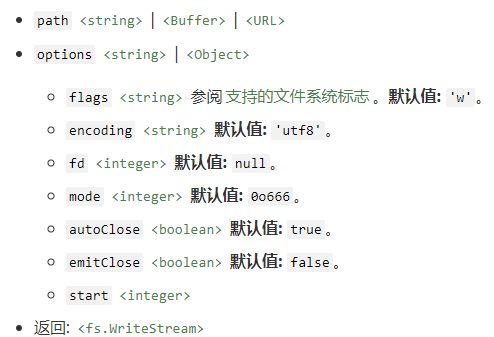 path <string> | <Buffer> | <URL>
options <string> | <Object>
flags <string> 参阅 支持的文件系统标志。默认值: 'w'。
encoding <string> 默认值: 'utf8'。
fd <integer> 默认值: null。
mode <integer> 默认值: 0o666。
autoClose <boolean> 默认值: true。
emitClose <boolean> 默认值: false。
start <integer>
返回: <fs.WriteStream>